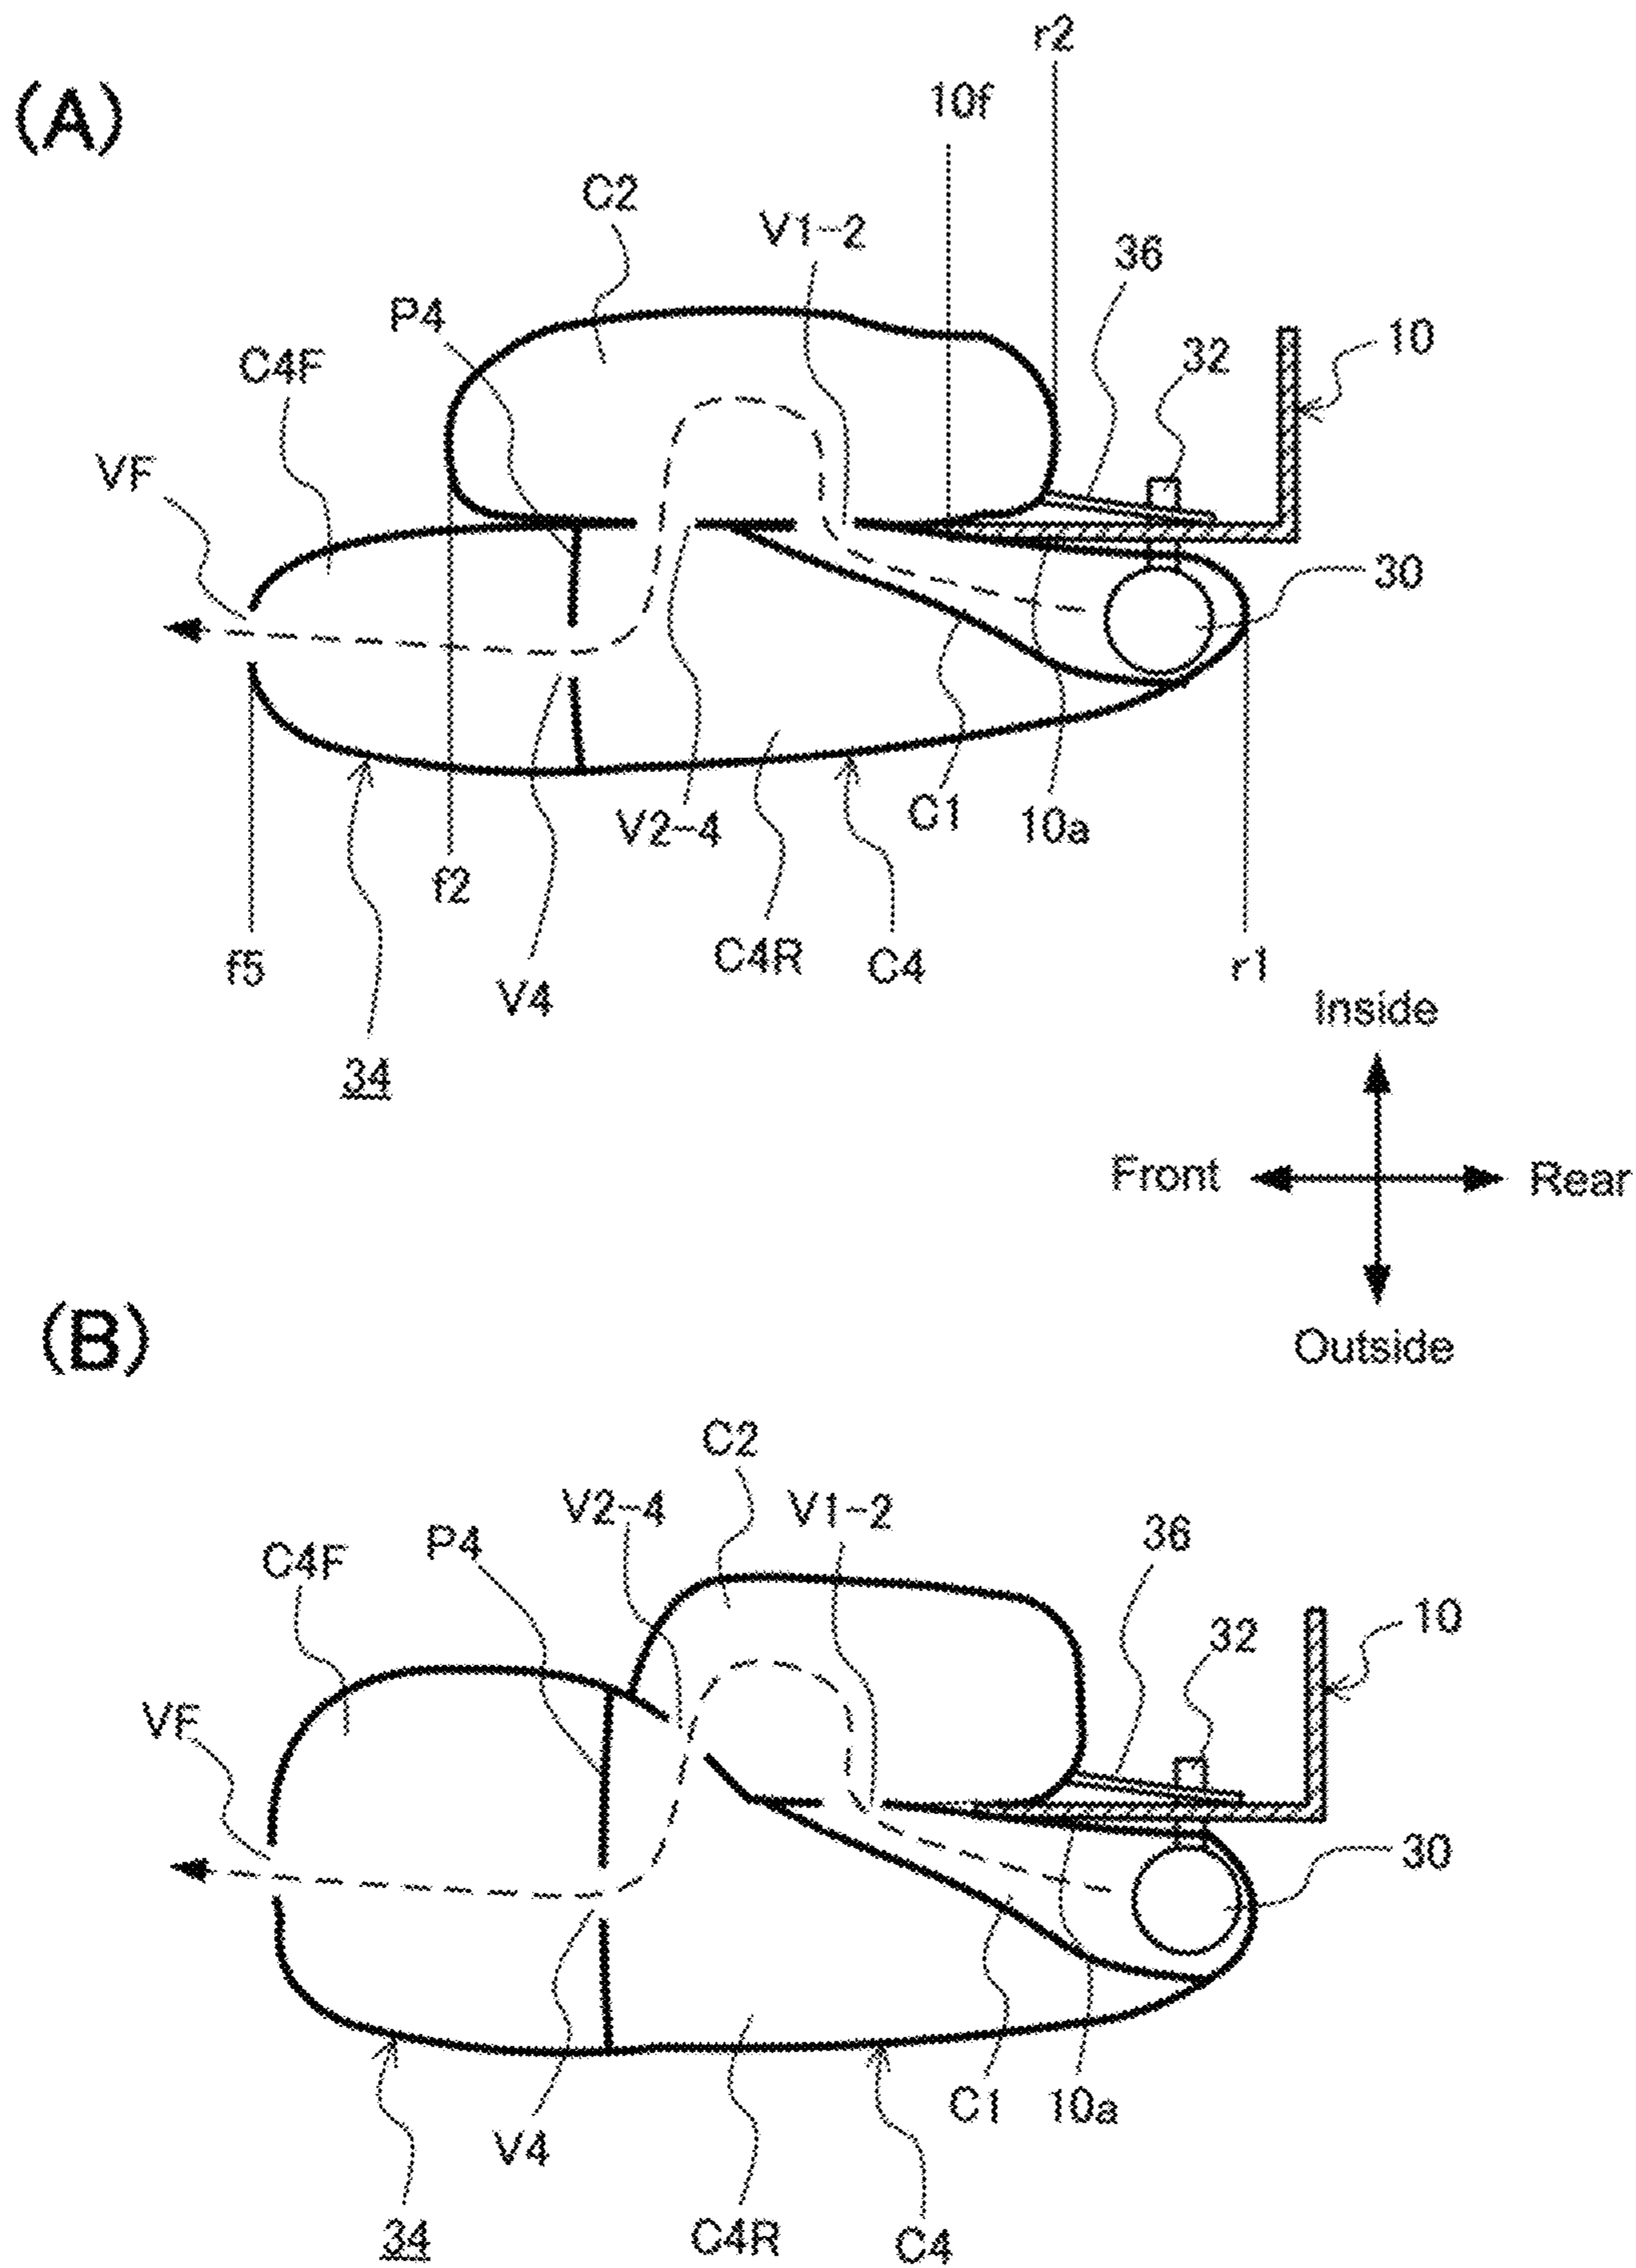 (A)
r2
10f
C2
V1-2
36
P4
32
10
C4F
VF
30
V2-4
C1
10a
f2
f5
C4R
C4
r1
V4
34
Inside
Front
Rear
Outside
(B)
C2
V2-4
V1-2
36
P4
C4F
32
10
VF
30
C1
10a
V4
34
C4R
C4